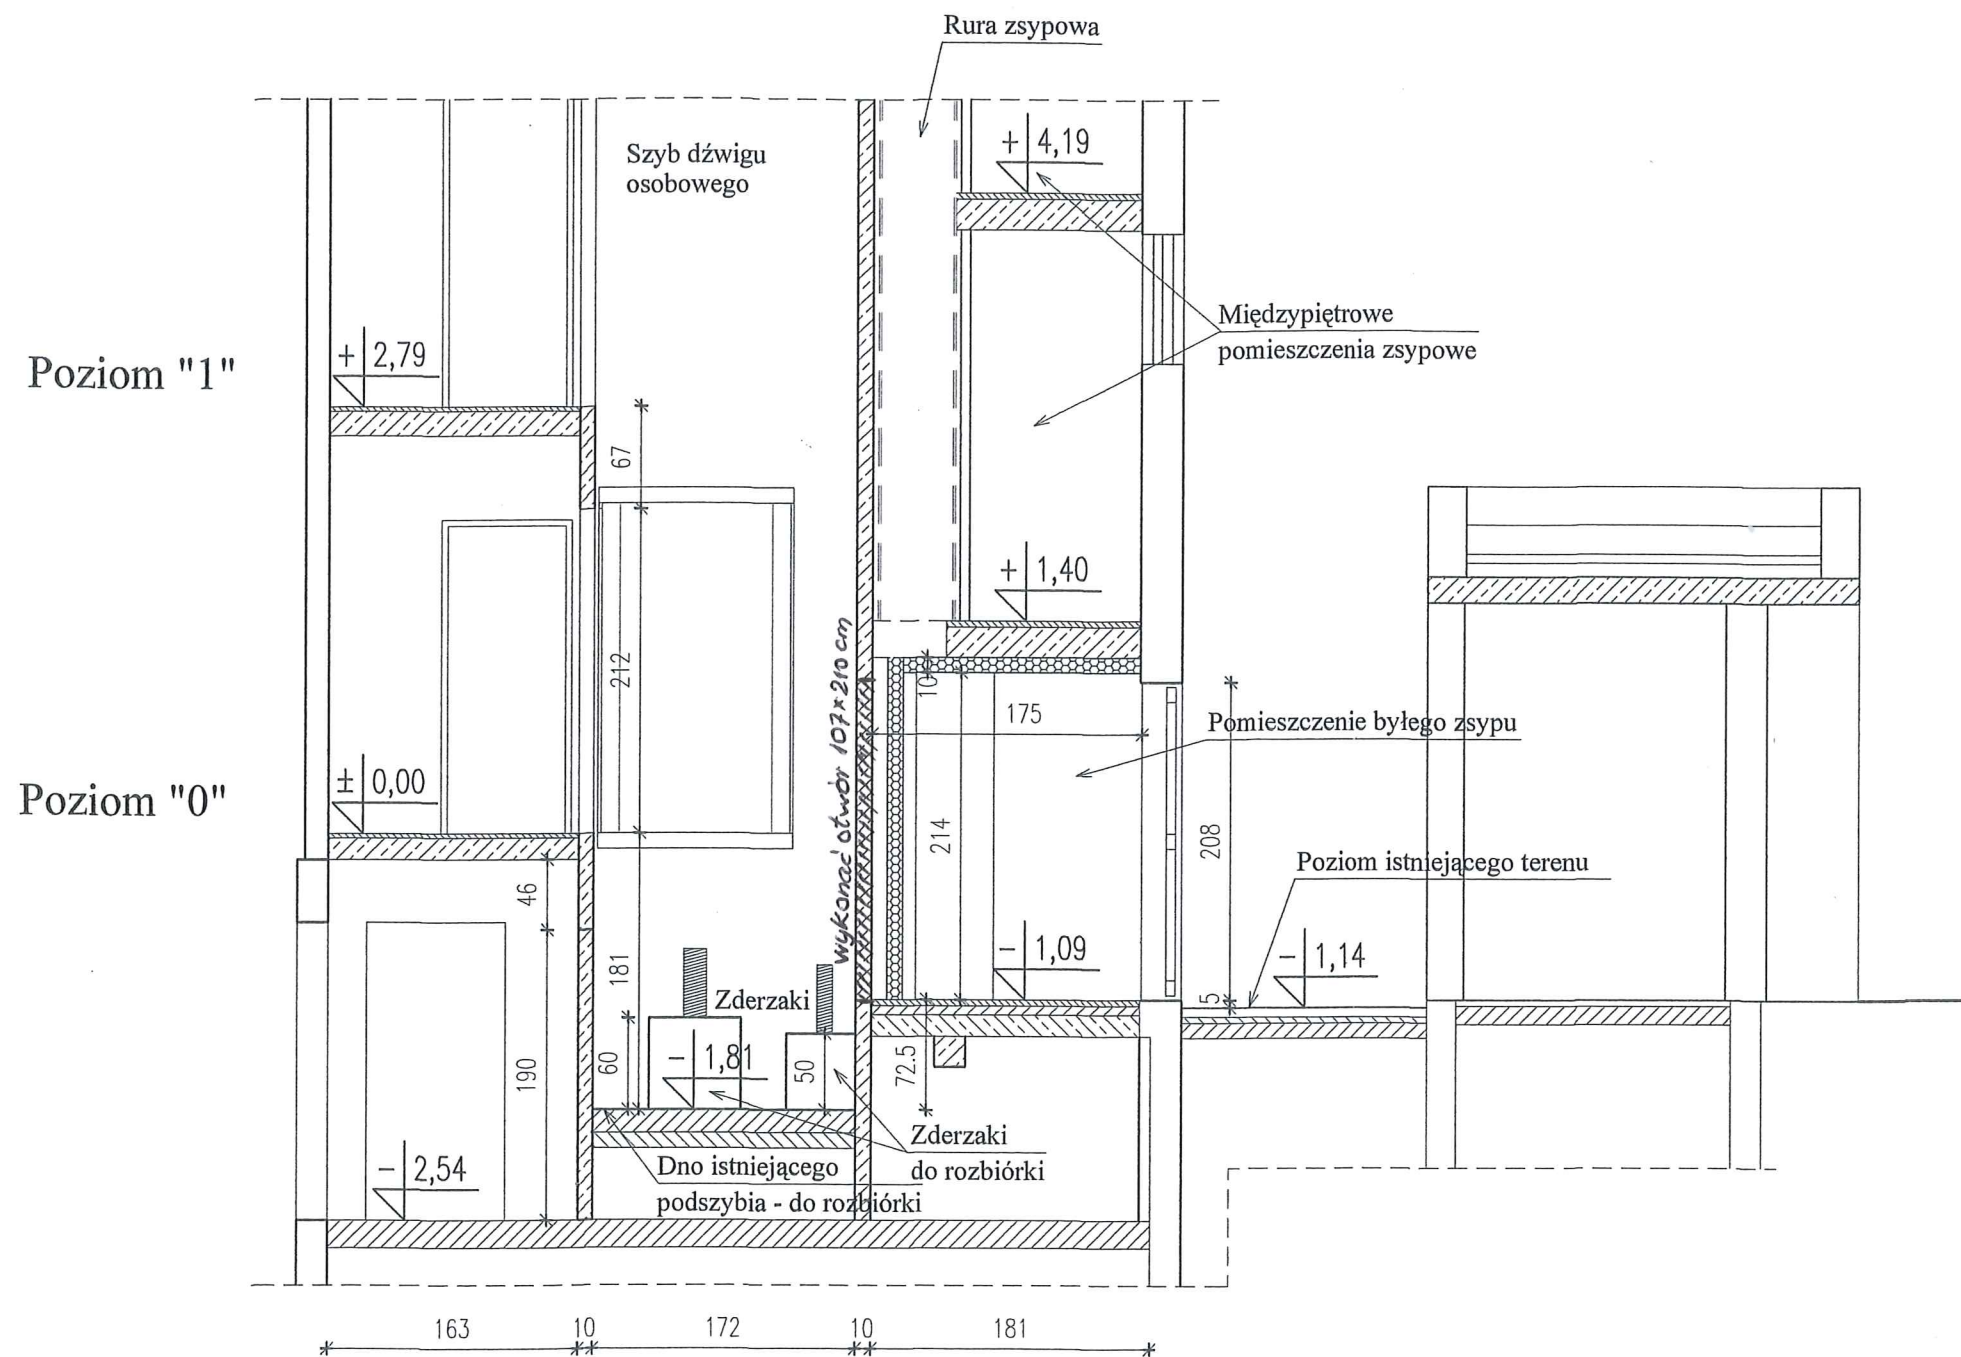 Rura zsypowa
Szyb dźwigu
osobowego
+ 4,19
Międzypiętrowe
pomieszczenia zsypowe
Poziom "1"
+ 2,79
67
+ 1,40
212
wykonać otwór 107x210 cm
10
175
Pomieszczenie byłego zsypu
Poziom "0"
± 0,00
214
208
Poziom istniejącego terenu
46
181
- 1,09
- 1,14
5
Zderzaki
190
60
- 1,81
50
72.5
Zderzaki
do rozbiórki
- 2,54
Dno istniejącego
podszybia - do rozbiórki
163
10
172
10
181